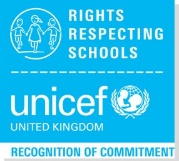 RIGHTS
RESPECTING
SCHOOLS
unicef
UNITED KINGDOM
RECOGNITION OF COMMITMENT